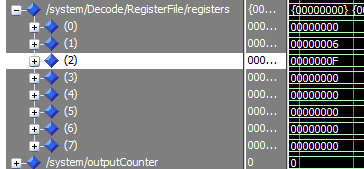 /system/Decode/RegisterFile/registers {00... {00000000} {0
(0) 000... 00000000
(1) 000... 00000006
(2) 000... 0000000F
(3) 000... 00000000
(4) 000... 00000000
(5) 000... 00000000
(6) 000... 00000000
(7) 000... 00000000
/system/outputCounter 0 0